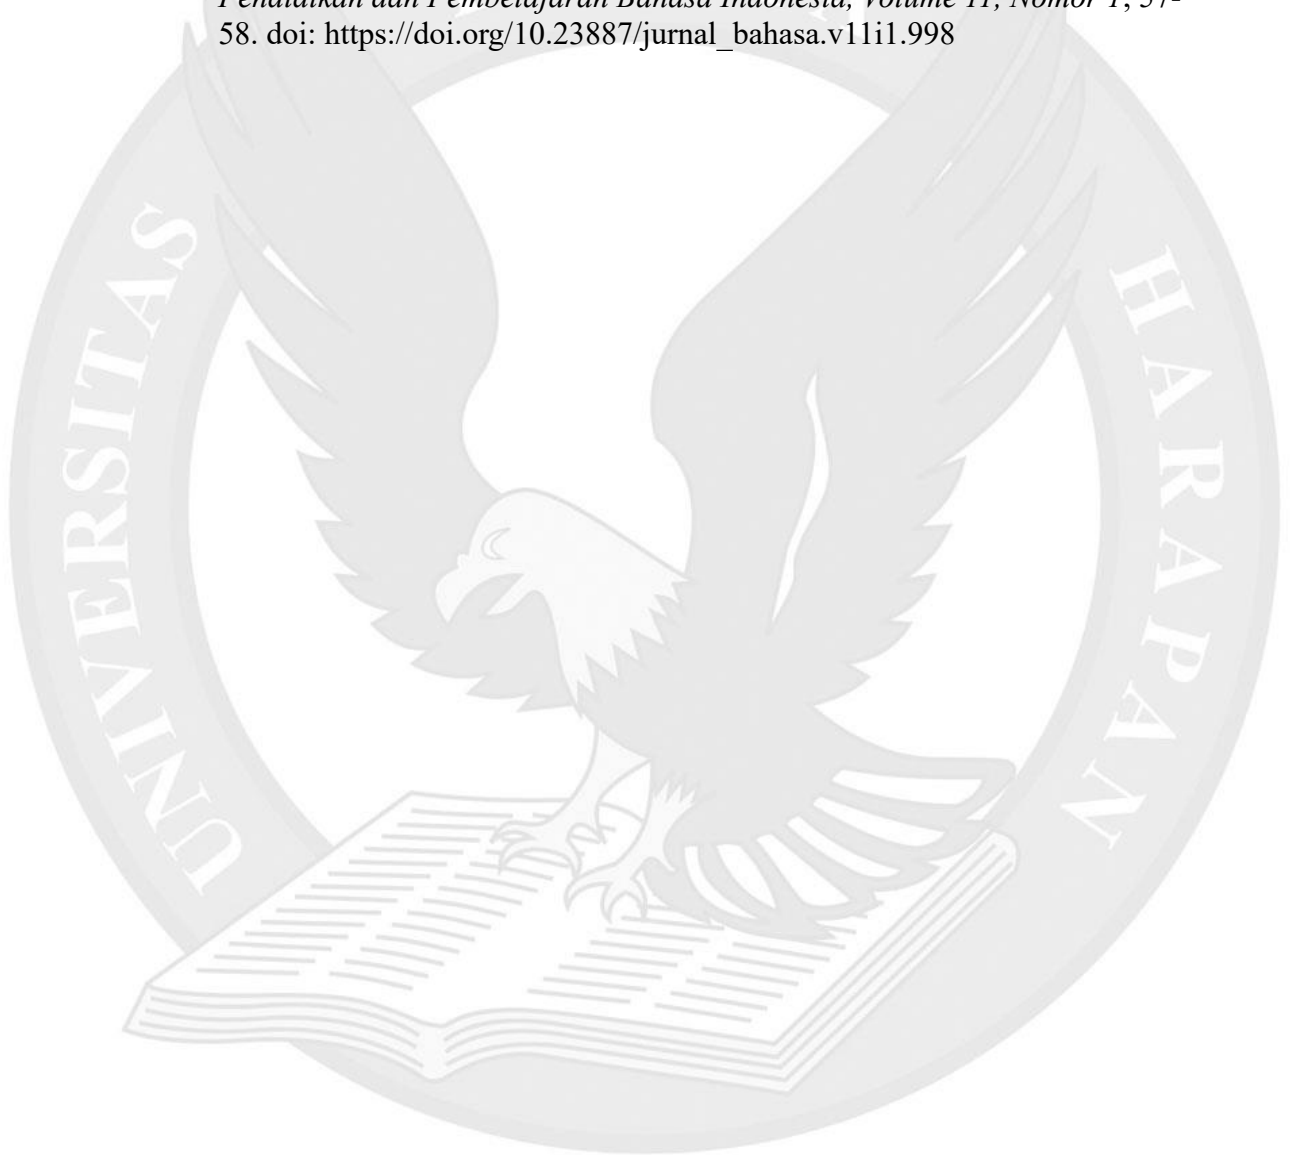 Pendidikan dan Pembelajaran Bahasa Indonesia, Volume 11, Nomor 1, 57-
58. doi: https://doi.org/10.23887/jurnal_bahasa.v11i1.998
UNIVERSITAS
HARAPAN